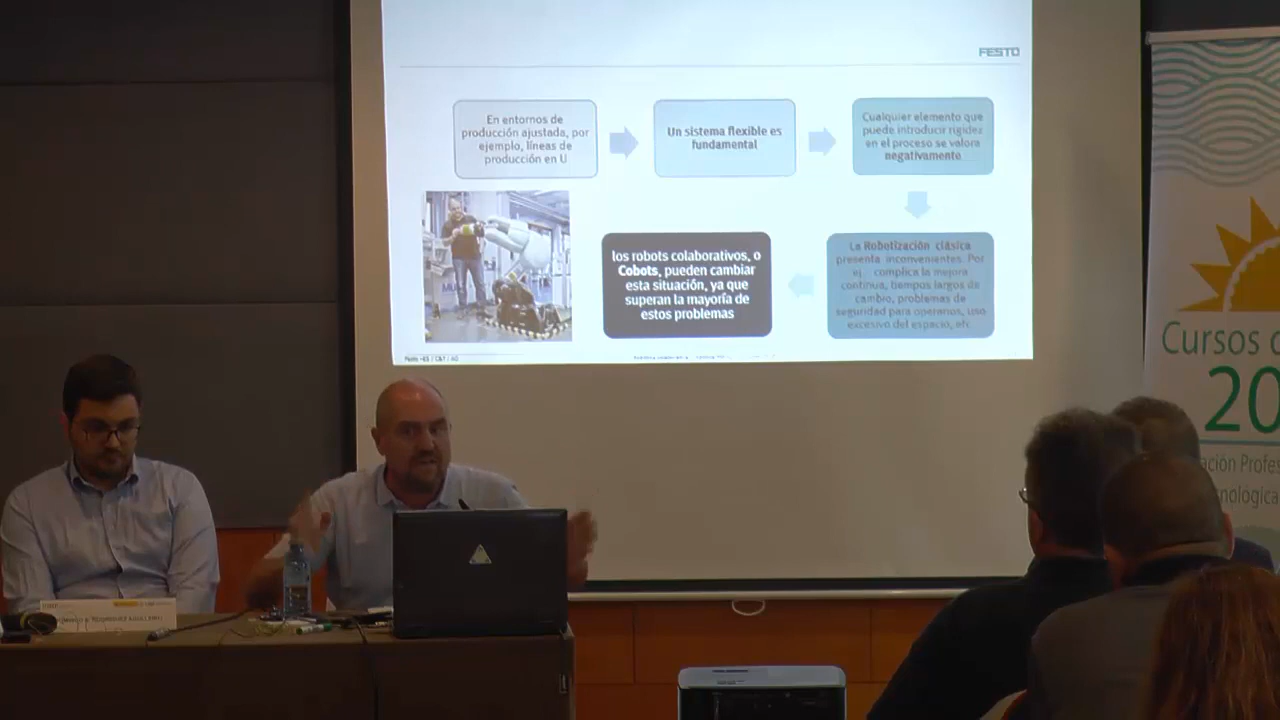 FESTO
En entornos de
producción ajustada, por
ejemplo, líneas de
producción en U
Un sistema flexible es
fundamental
Cualquier elemento que
puede introducir rigidez
en el proceso se valora
negativamente
los robots colaborativos, o
Cobots, pueden cambiar
esta situación, ya que
superan la mayoría de
estos problemas
La Robotización clásica
presenta inconvenientes. Por
ej. complica la mejora
continua, tiempos largos de
cambio, problemas de
seguridad para operarios, uso
excesivo del espacio, etc.
Cursos
20
ación Profes
nológica